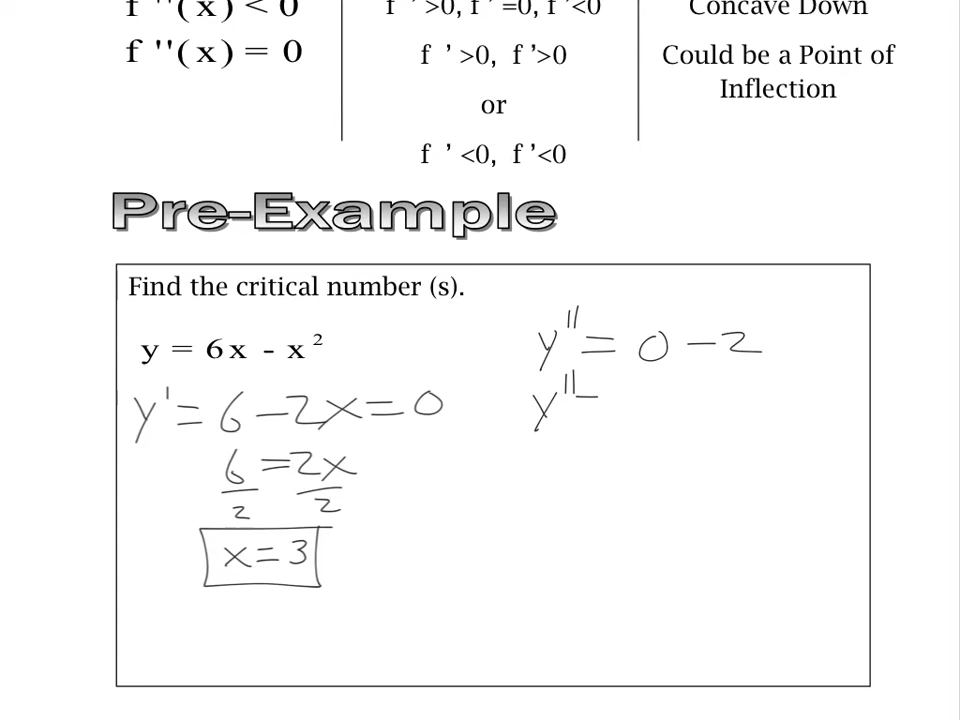 f ''(x) < 0
f ' >0, f ' =0, f '<0
Concave Down
f ''(x) = 0
f ' >0, f '>0
or
f ' <0, f '<0
Could be a Point of
Inflection
Pre-Example
Find the critical number (s).
y = 6x - x²
y' = 6 - 2x = 0
6 = 2x
2 2
x = 3
y'' = 0 - 2
y'' -